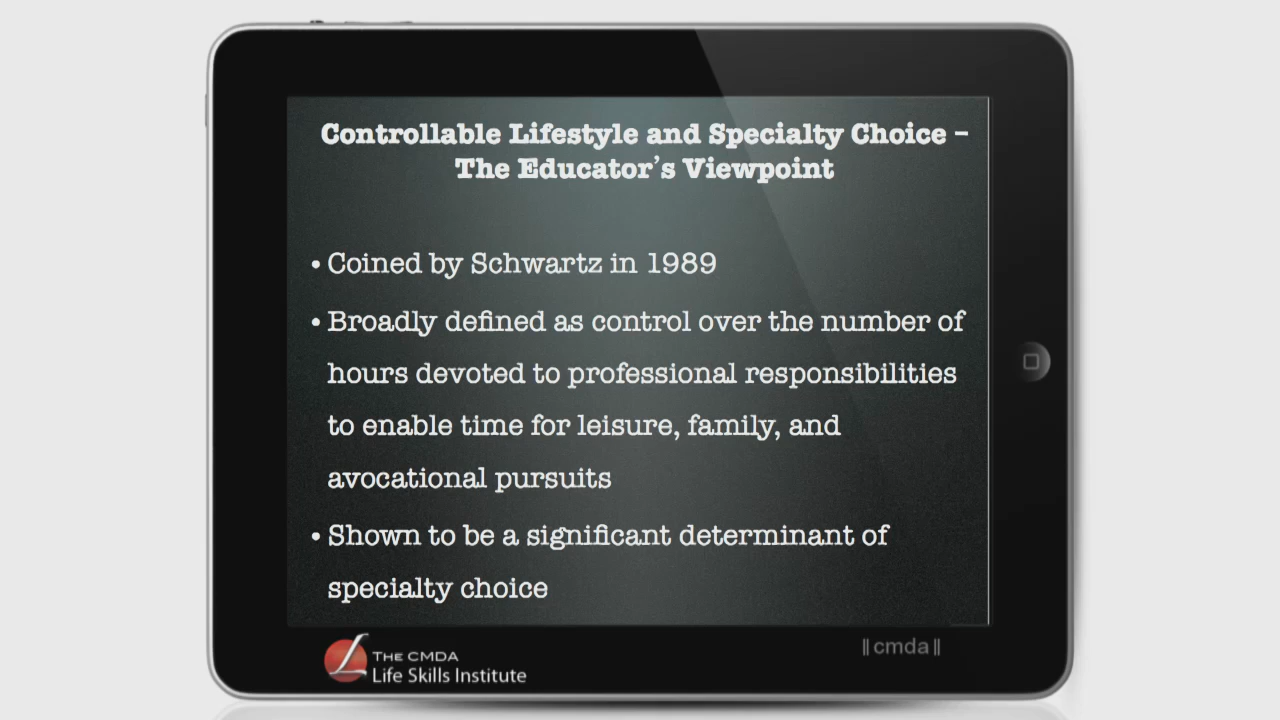 Controllable Lifestyle and Specialty Choice –
The Educator's Viewpoint
• Coined by Schwartz in 1989
• Broadly defined as control over the number of
hours devoted to professional responsibilities
to enable time for leisure, family, and
avocational pursuits
• Shown to be a significant determinant of
specialty choice
THE CMDA
Life Skills Institute
||cmda||